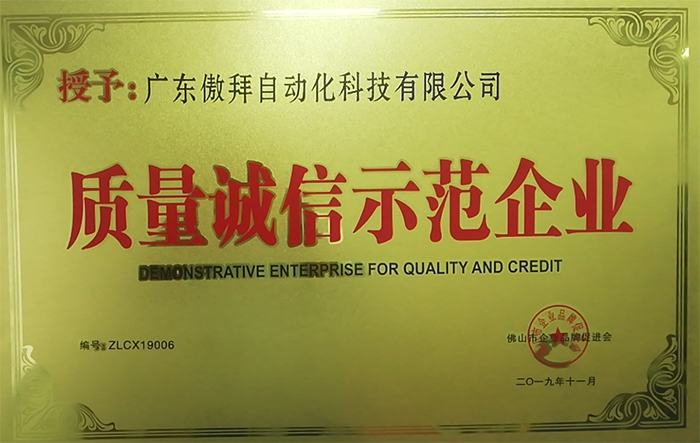 授予：广东傲拜自动化科技有限公司
质量诚信示范企业
DEMONSTRATIVE ENTERPRISE FOR QUALITY AND CREDIT
编号：ZLCX19006
佛山市企业品牌促进会
二〇一九年十一月